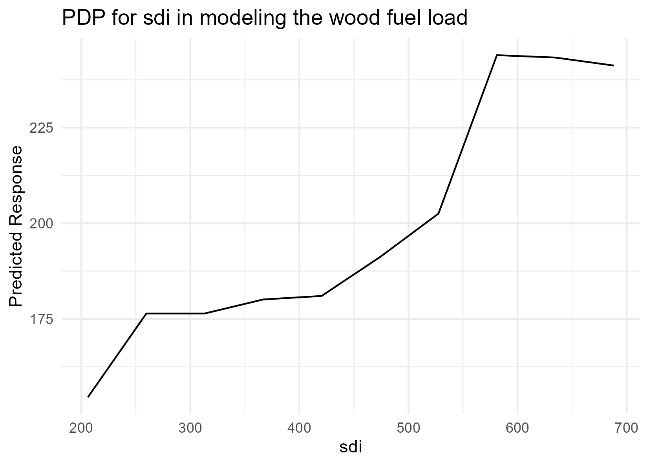 PDP for sdi in modeling the wood fuel load
225
200
175
Predicted Response
200 300 400 500 600 700
sdi